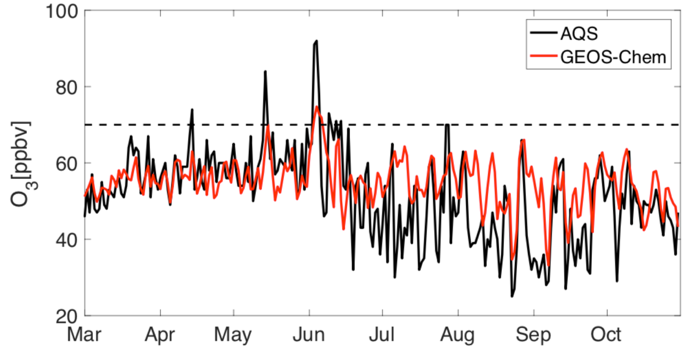 100
80
60
40
20
O3[ppbv]
AQS
GEOS-Chem
Mar Apr May Jun Jul Aug Sep Oct